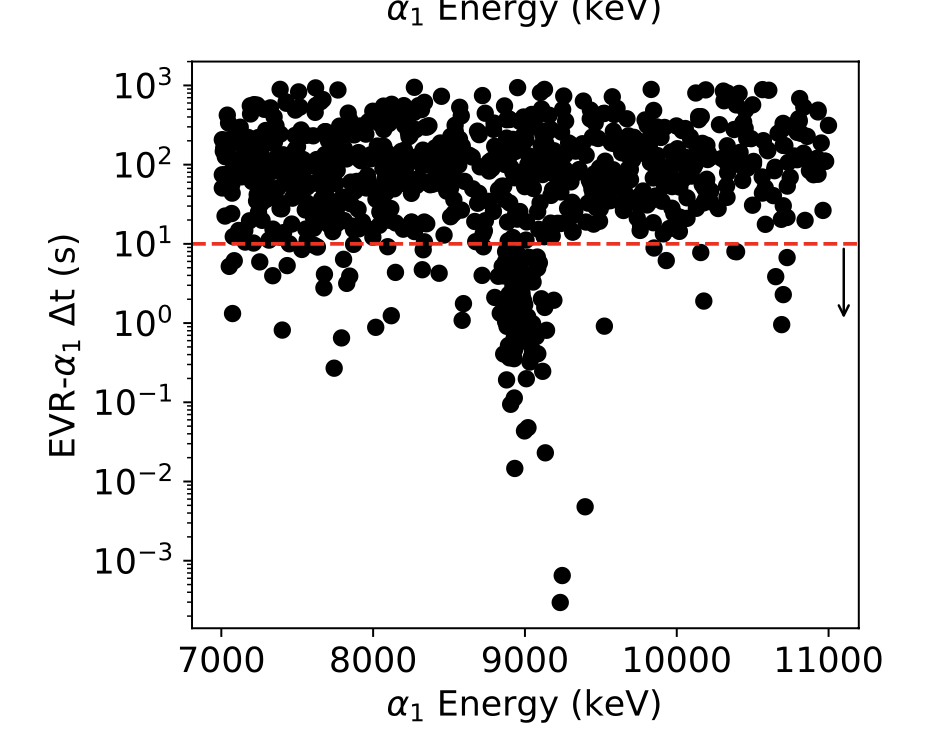 α₁ Energy (keV)
10³
10²
10¹
10⁰
10⁻¹
10⁻²
10⁻³
EVR-α₁ Δt (s)
7000 8000 9000 10000 11000
α₁ Energy (keV)